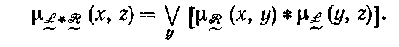 μ_{ℒ * ℛ} (x, z) = ⋁_y [μ_ℛ (x, y) * μ_ℒ (y, z)].